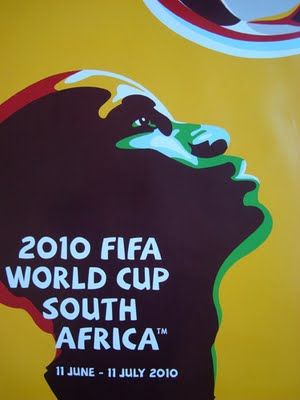 2010 FIFA
WORLD CUP
SOUTH
AFRICA™
11 JUNE - 11 JULY 2010